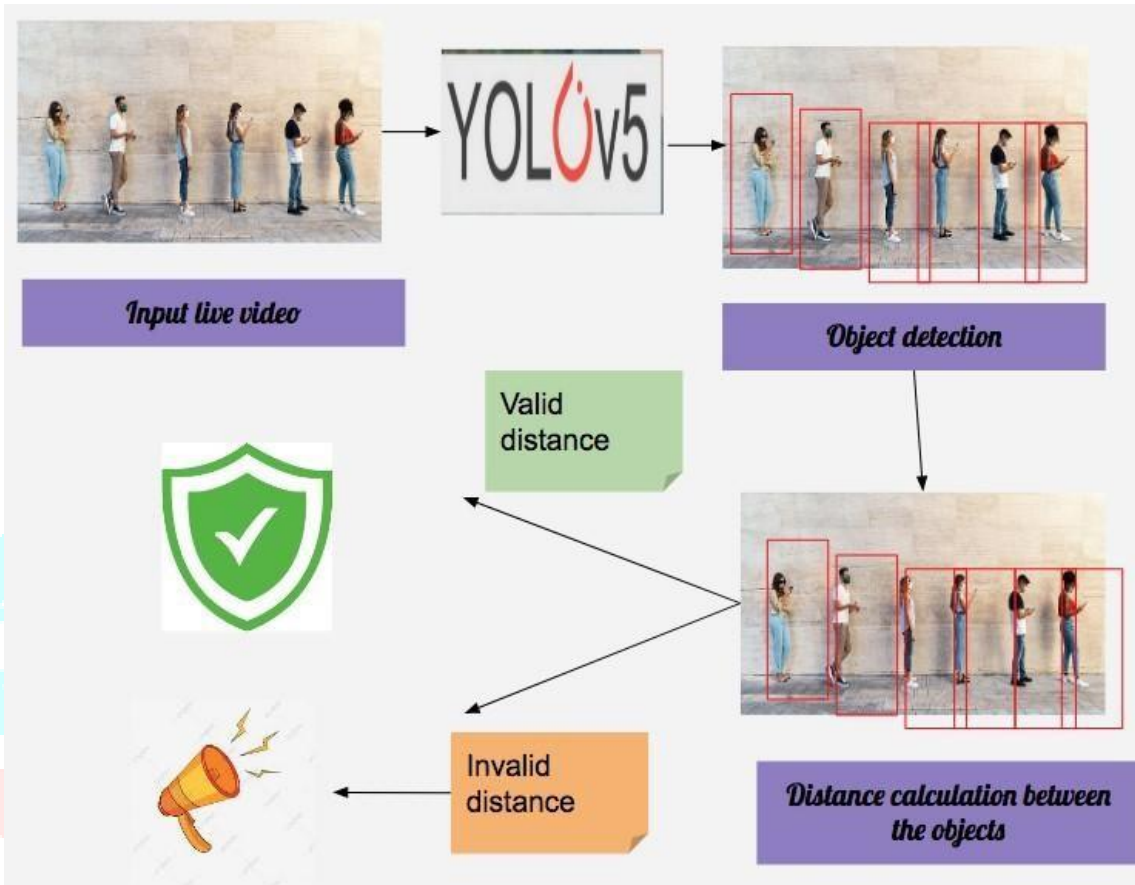 YOLOv5
Input live video
Object detection
Valid
distance
Invalid
distance
Distance calculation between
the objects